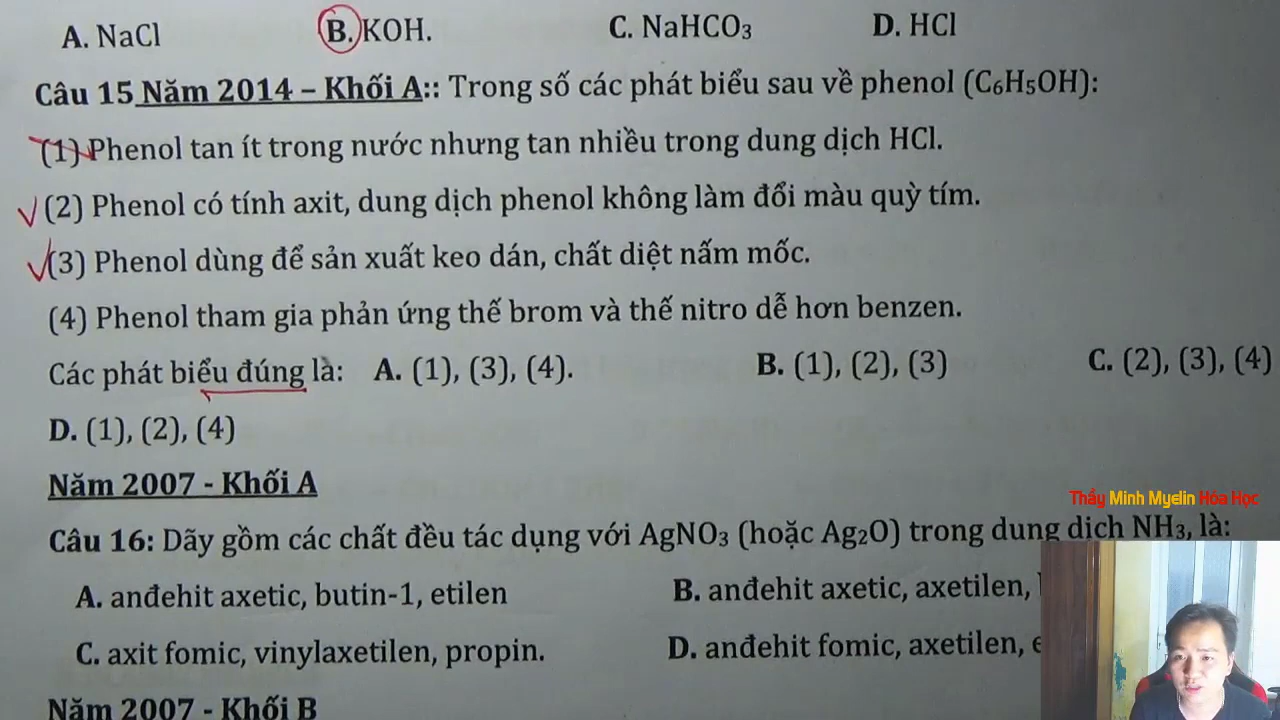 A. NaCl B. KOH. C. NaHCO₃ D. HCl
Câu 15 Năm 2014 – Khối A:: Trong số các phát biểu sau về phenol (C₆H₅OH):
(1) Phenol tan ít trong nước nhưng tan nhiều trong dung dịch HCl.
(2) Phenol có tính axit, dung dịch phenol không làm đổi màu quỳ tím.
(3) Phenol dùng để sản xuất keo dán, chất diệt nấm mốc.
(4) Phenol tham gia phản ứng thế brom và thế nitro dễ hơn benzen.
Các phát biểu đúng là: A. (1), (3), (4). B. (1), (2), (3) C. (2), (3), (4)
D. (1), (2), (4)
Năm 2007 - Khối A
Thầy Minh Myelin Hóa Học
Câu 16: Dãy gồm các chất đều tác dụng với AgNO₃ (hoặc Ag₂O) trong dung dịch NH₃, là:
A. anđehit axetic, butin-1, etilen B. anđehit axetic, axetilen,
C. axit fomic, vinylaxetilen, propin. D. anđehit fomic, axetilen,
Năm 2007 - Khối B